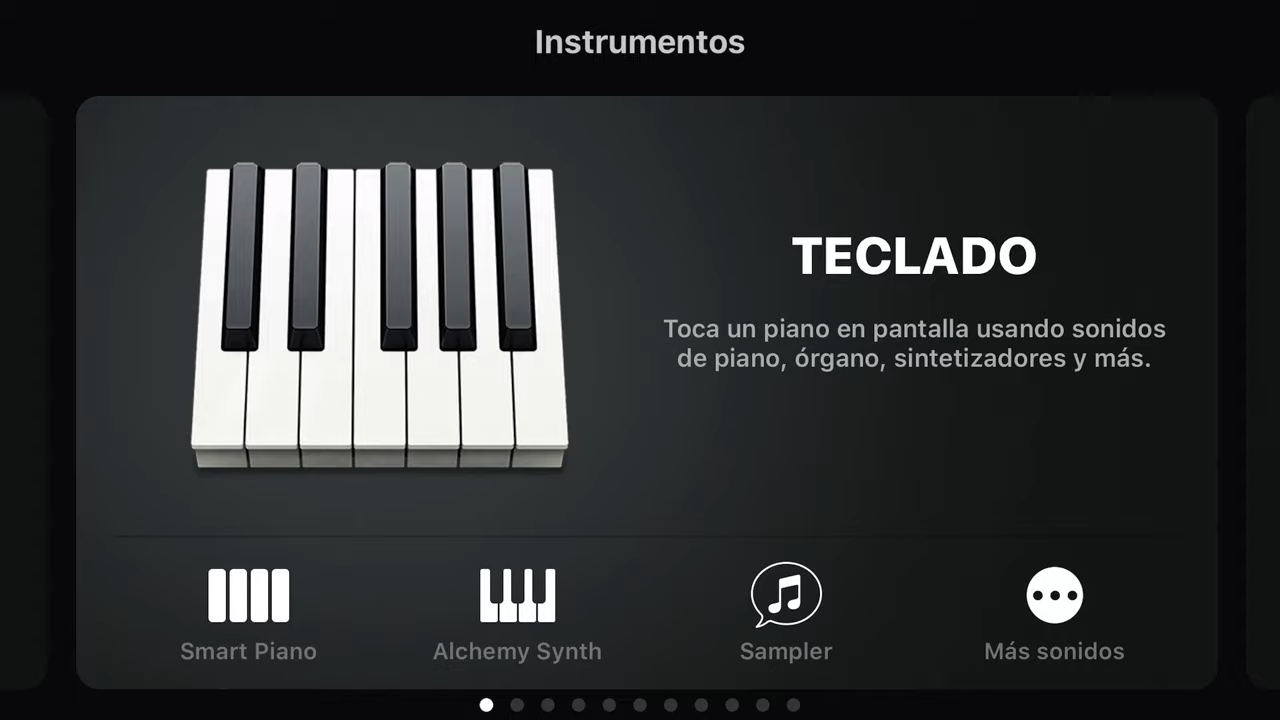 Instrumentos
TECLADO
Toca un piano en pantalla usando sonidos
de piano, órgano, sintetizadores y más.
Smart Piano
Alchemy Synth
Sampler
Más sonidos